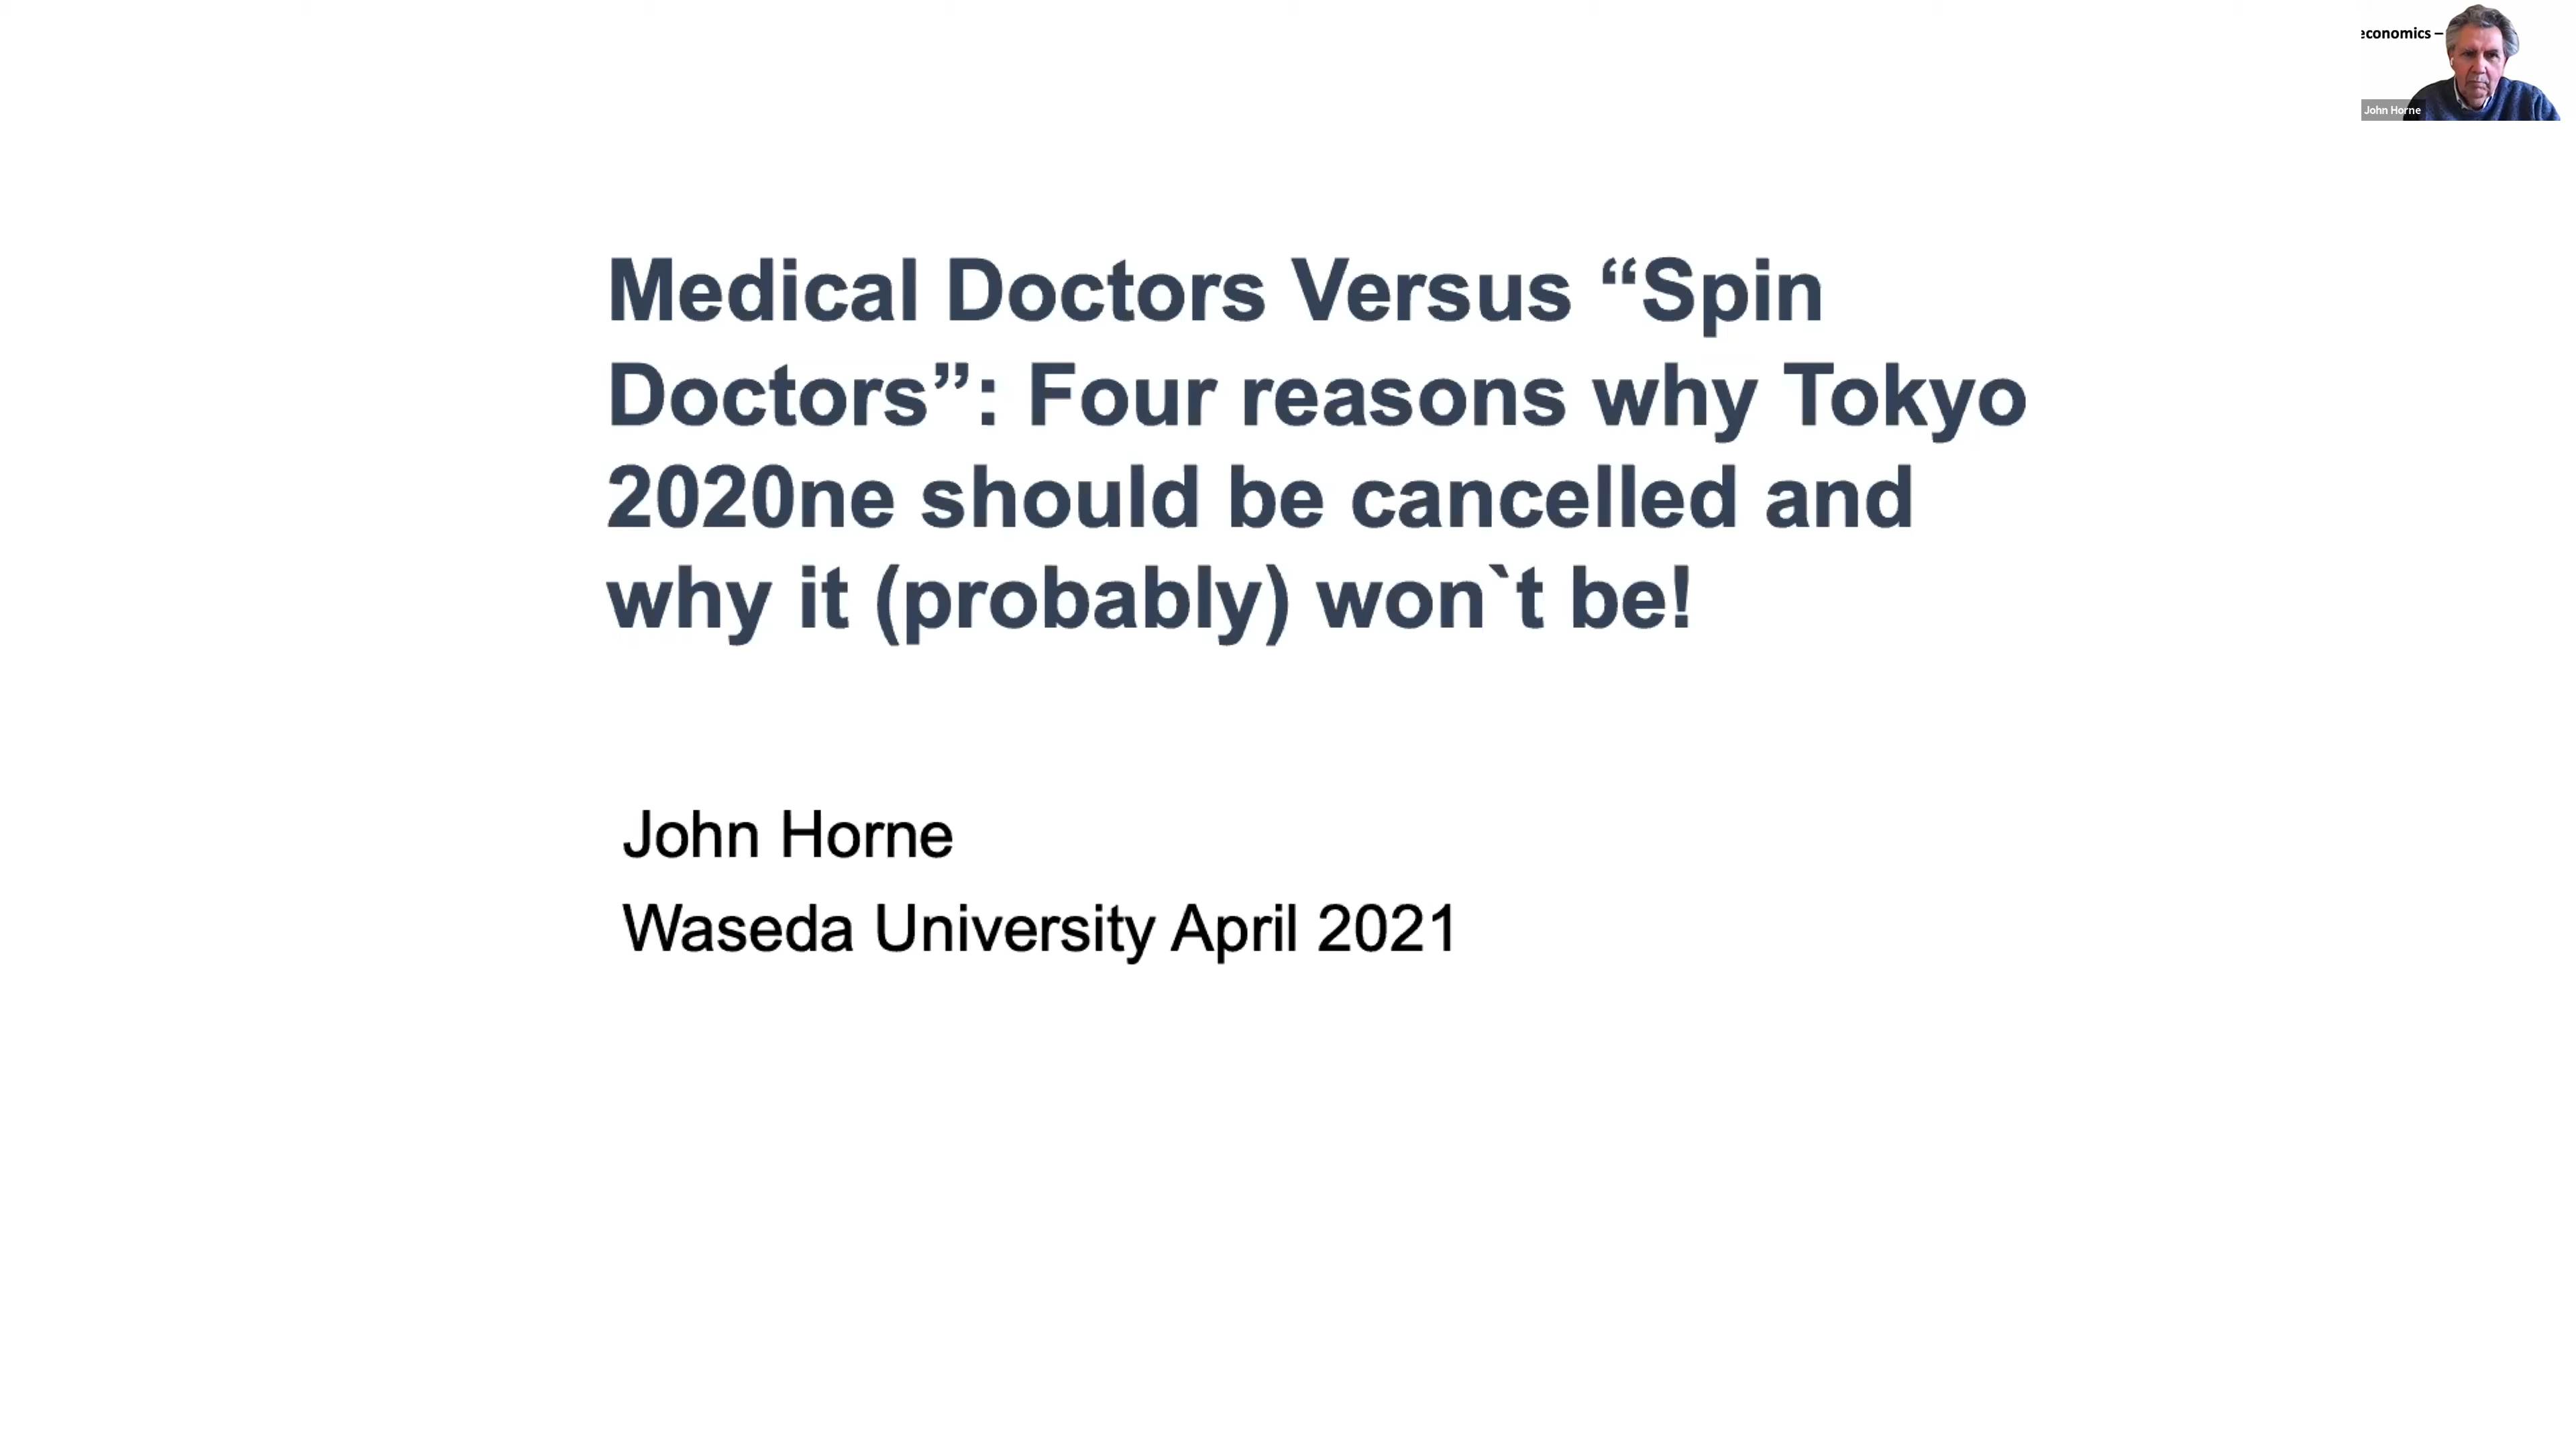 economics –
John Horne
Medical Doctors Versus “Spin
Doctors”: Four reasons why Tokyo
2020ne should be cancelled and
why it (probably) won`t be!
John Horne
Waseda University April 2021